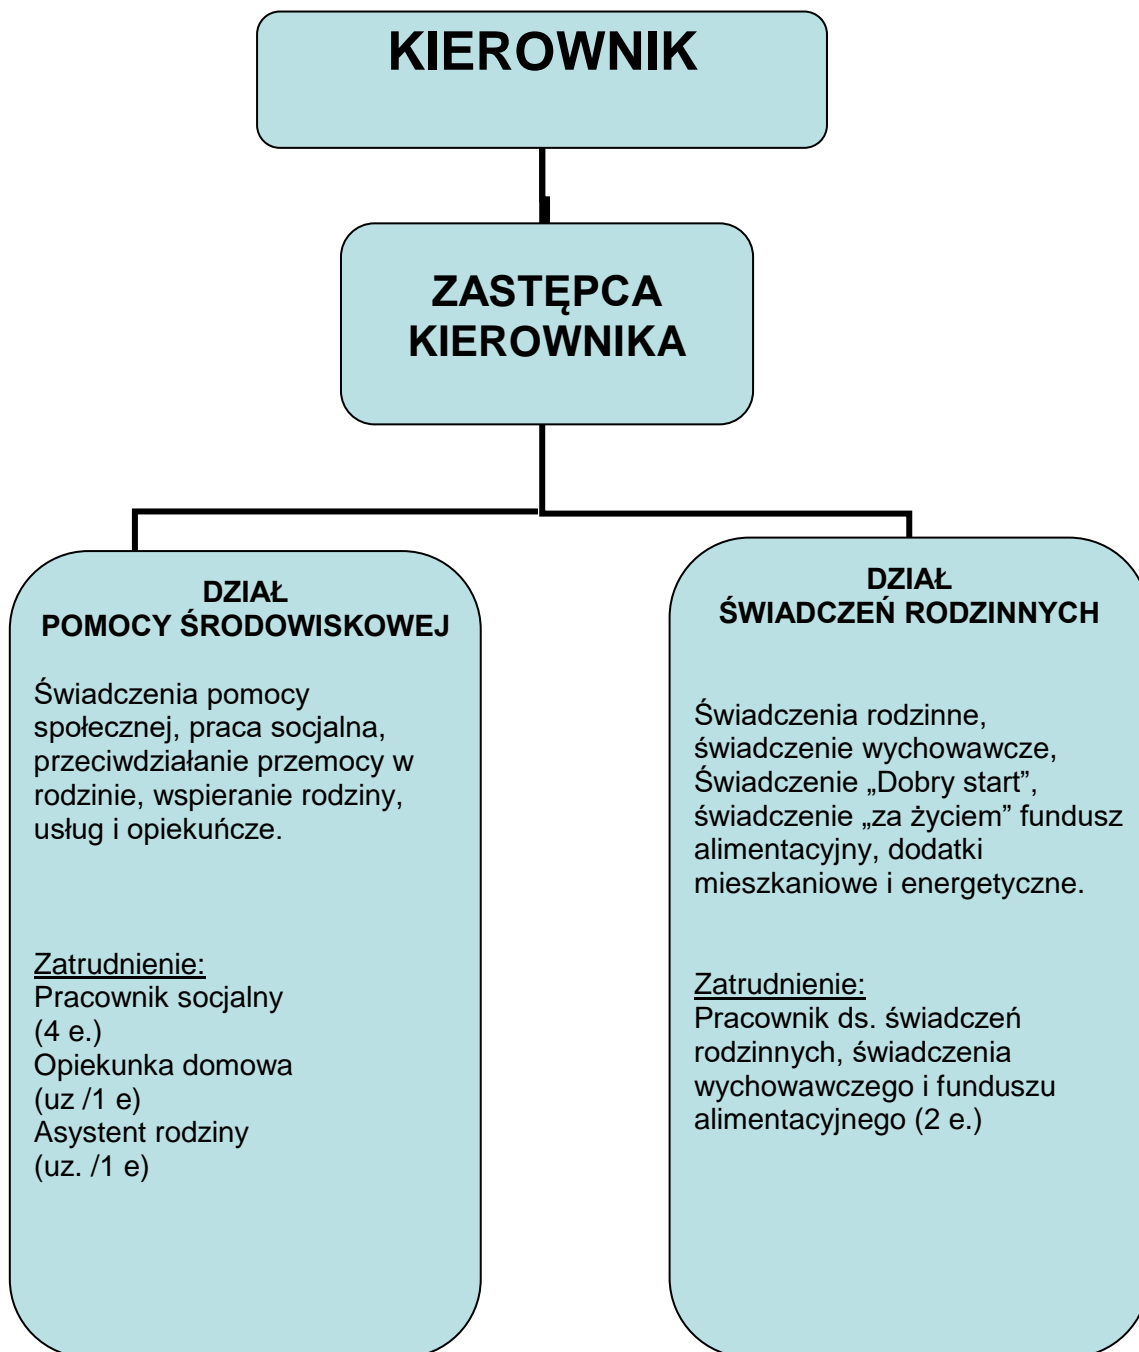 KIEROWNIK
ZASTĘPCA
KIEROWNIKA
DZIAŁ
POMOCY ŚRODOWISKOWEJ
Świadczenia pomocy
społecznej, praca socjalna,
przeciwdziałanie przemocy w
rodzinie, wspieranie rodziny,
usług i opiekuńcze.
Zatrudnienie:
Pracownik socjalny
(4 e.)
Opiekunka domowa
(uz /1 e)
Asystent rodziny
(uz. /1 e)
DZIAŁ
ŚWIADCZEŃ RODZINNYCH
Świadczenia rodzinne,
świadczenie wychowawcze,
Świadczenie „Dobry start”,
świadczenie „za życiem” fundusz
alimentacyjny, dodatki
mieszkaniowe i energetyczne.
Zatrudnienie:
Pracownik ds. świadczeń
rodzinnych, świadczenia
wychowawczego i funduszu
alimentacyjnego (2 e.)